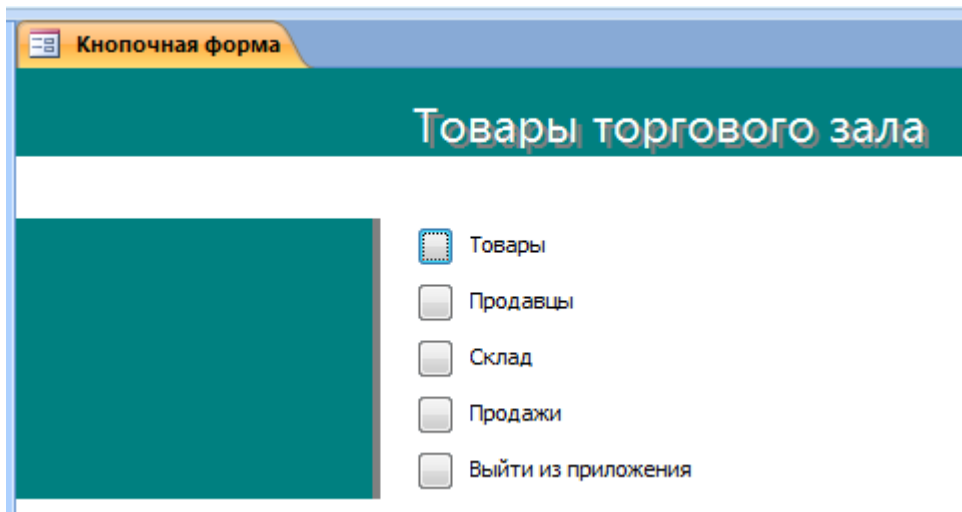 Кнопочная форма
Товары торгового зала
Товары
Продавцы
Склад
Продажи
Выйти из приложения